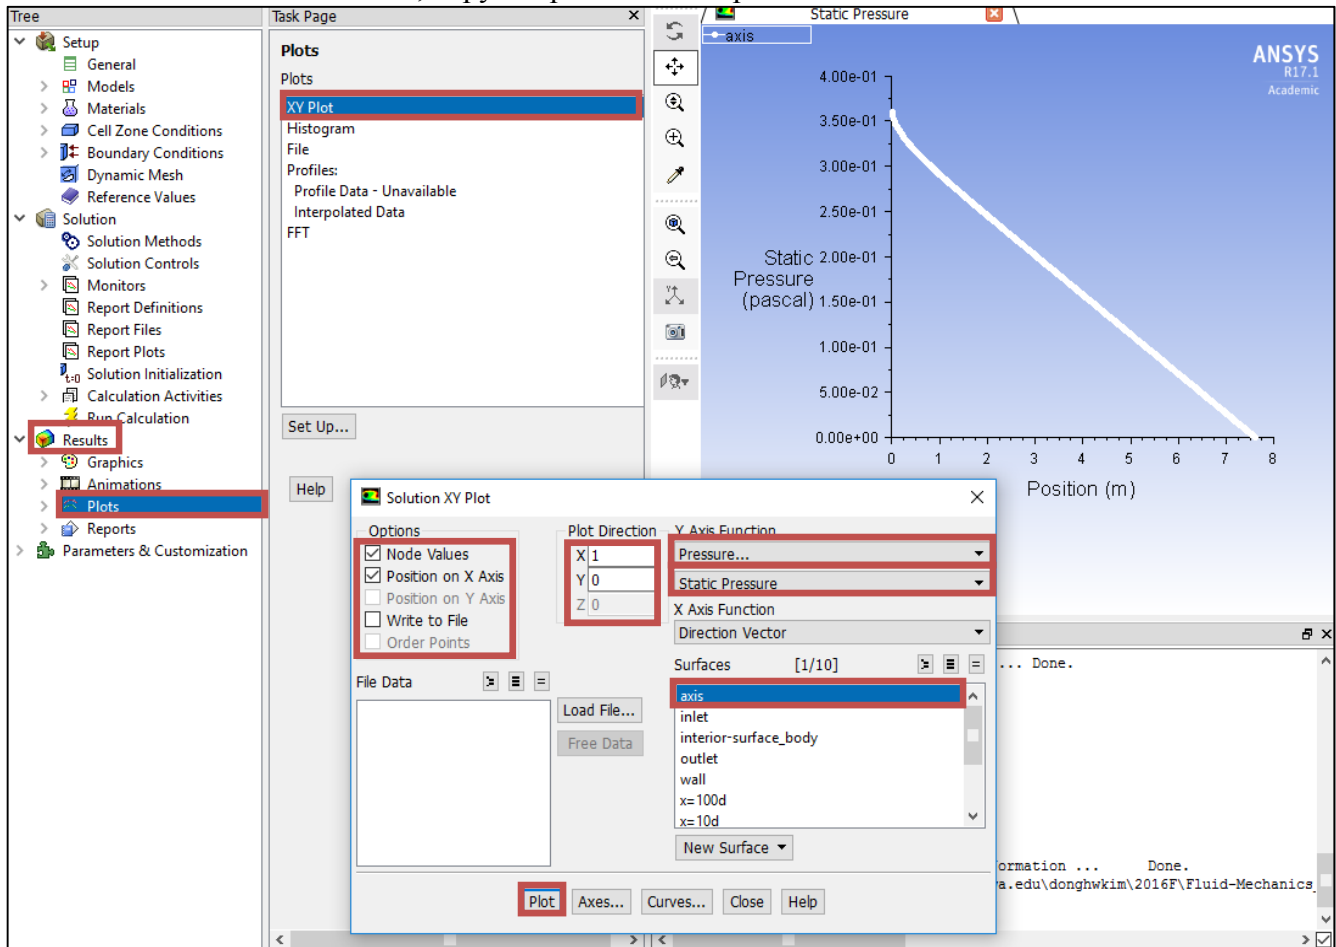 Tree
Setup
General
Models
Materials
Cell Zone Conditions
Boundary Conditions
Dynamic Mesh
Reference Values
Solution
Solution Methods
Solution Controls
Monitors
Report Definitions
Report Files
Report Plots
t=0 Solution Initialization
Calculation Activities
Run Calculation
Results
Graphics
Animations
Plots
Reports
Parameters & Customization
Task Page
Plots
Plots
XY Plot
Histogram
File
Profiles:
Profile Data - Unavailable
Interpolated Data
FFT
Set Up...
Help
Static Pressure
axis
ANSYS
R17.1
Academic
4.00e-01
3.50e-01
3.00e-01
2.50e-01
Static 2.00e-01
Pressure
(pascal) 1.50e-01
1.00e-01
5.00e-02
0.00e+00
0 1 2 3 4 5 6 7 8
Position (m)
Solution XY Plot
Options
Node Values
Position on X Axis
Position on Y Axis
Write to File
Order Points
Plot Direction
X 1
Y 0
Z 0
Y Axis Function
Pressure...
Static Pressure
X Axis Function
Direction Vector
File Data
Load File...
Free Data
Surfaces [1/10]
axis
inlet
interior-surface_body
outlet
wall
x=100d
x=10d
New Surface
Plot Axes... Curves... Close Help
... Done.
ormation ... Done.
a.edu\donghwkim\2016F\Fluid-Mechanics_